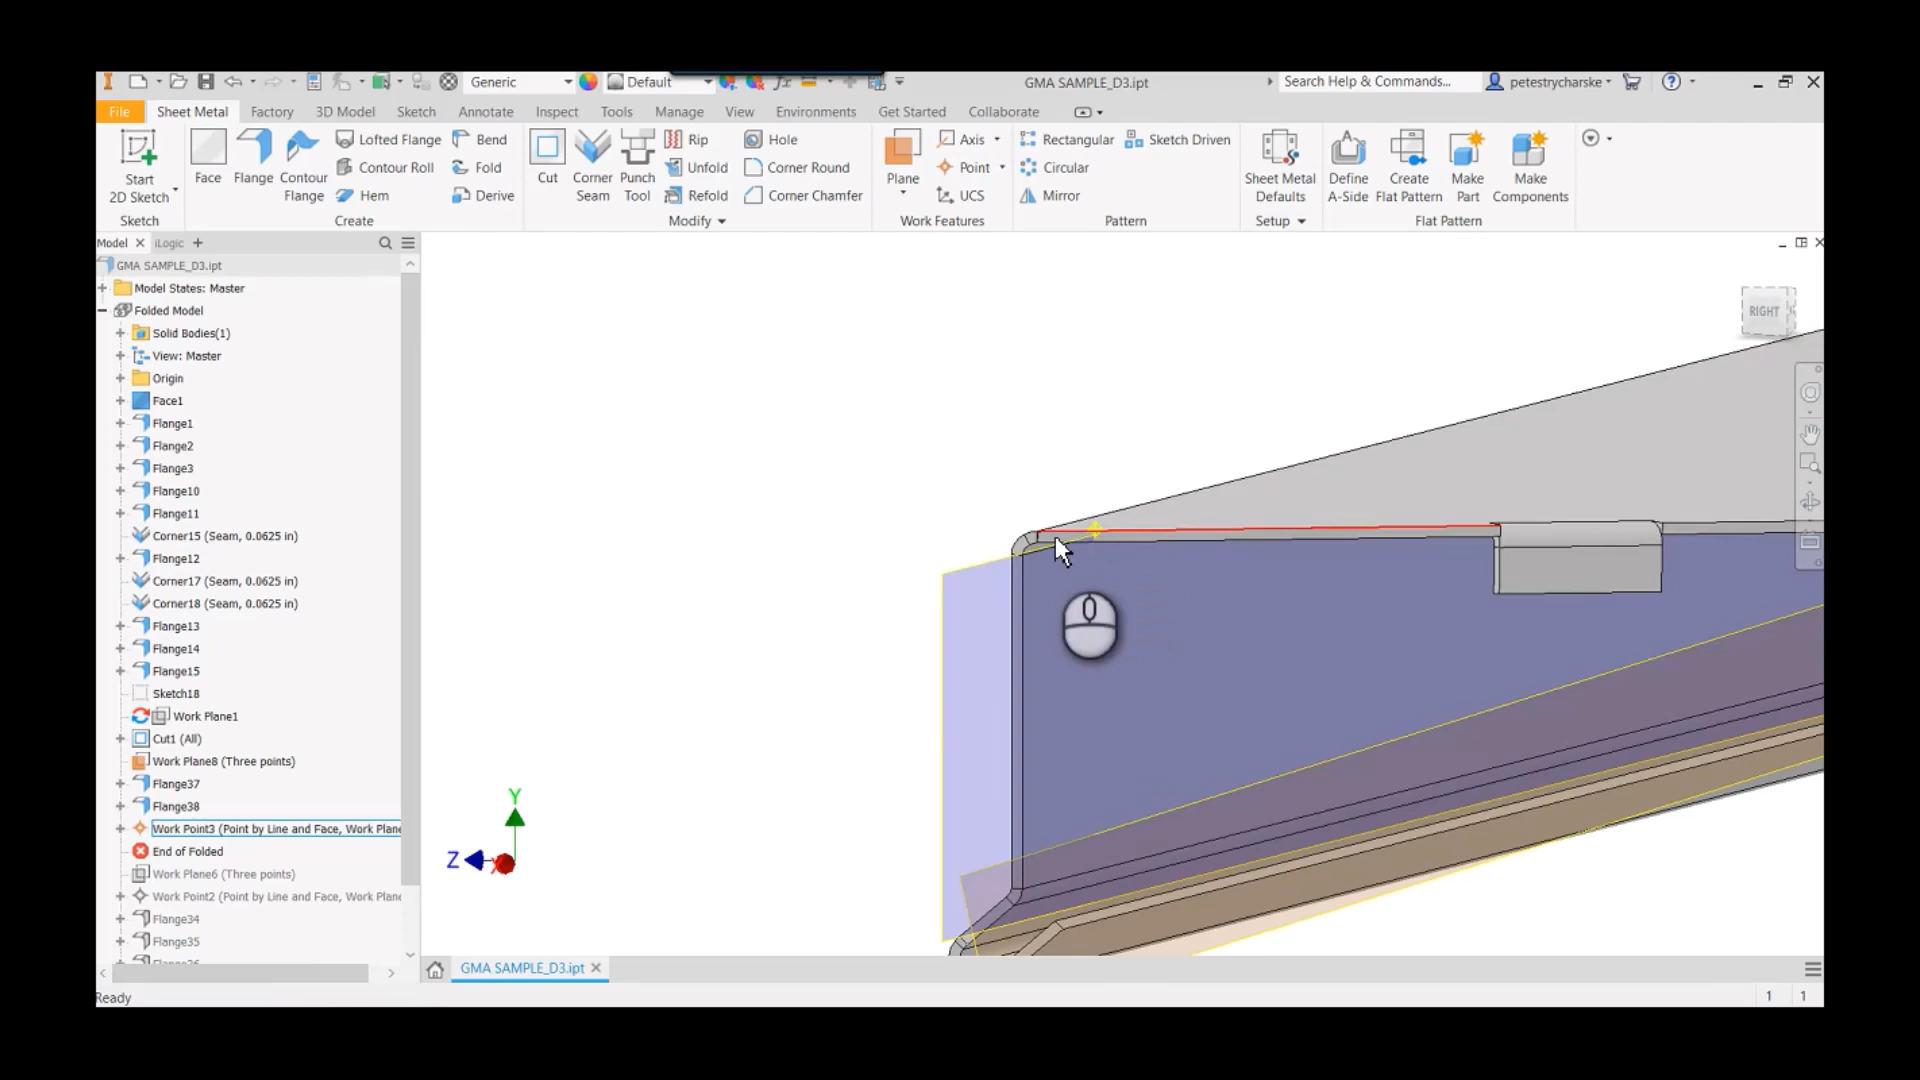 Generic
Default
GMA SAMPLE_D3.ipt
Search Help & Commands...
petestrycharske
File
Sheet Metal
Factory
3D Model
Sketch
Annotate
Inspect
Tools
Manage
View
Environments
Get Started
Collaborate
Start
2D Sketch
Sketch
Face
Flange
Contour
Flange
Lofted Flange
Contour Roll
Hem
Bend
Fold
Derive
Create
Cut
Corner
Seam
Punch
Tool
Rip
Unfold
Refold
Hole
Corner Round
Corner Chamfer
Modify
Plane
Axis
Point
UCS
Work Features
Rectangular
Circular
Mirror
Sketch Driven
Pattern
Sheet Metal
Defaults
Setup
Define
A-Side
Create
Flat Pattern
Make
Part
Make
Components
Flat Pattern
Model
iLogic
GMA SAMPLE_D3.ipt
Model States: Master
Folded Model
Solid Bodies(1)
View: Master
Origin
Face1
Flange1
Flange2
Flange3
Flange10
Flange11
Corner15 (Seam, 0.0625 in)
Flange12
Corner17 (Seam, 0.0625 in)
Corner18 (Seam, 0.0625 in)
Flange13
Flange14
Flange15
Sketch18
Work Plane1
Cut1 (All)
Work Plane8 (Three points)
Flange37
Flange38
Work Point3 (Point by Line and Face, Work Plane
End of Folded
Work Plane6 (Three points)
Work Point2 (Point by Line and Face, Work Plane
Flange34
Flange35
RIGHT
Y
Z
GMA SAMPLE_D3.ipt
Ready
1
1